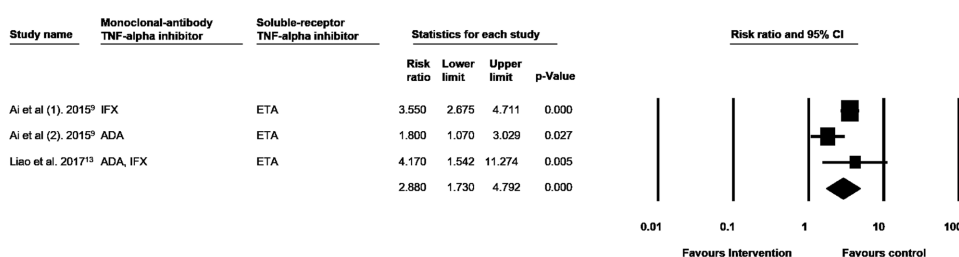 Monoclonal-antibody Soluble-receptor
Study name TNF-alpha inhibitor TNF-alpha inhibitor Statistics for each study Risk ratio and 95% CI
Risk Lower Upper
ratio limit limit p-Value
Ai et al (1). 2015⁹ IFX ETA 3.550 2.675 4.711 0.000
Ai et al (2). 2015⁹ ADA ETA 1.800 1.070 3.029 0.027
Liao et al. 2017¹³ ADA, IFX ETA 4.170 1.542 11.274 0.005
2.880 1.730 4.792 0.000
0.01 0.1 1 10 100
Favours Intervention Favours control